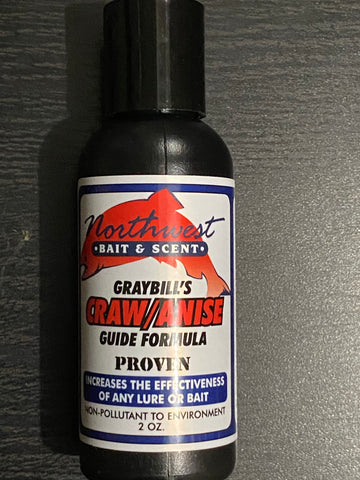 Northwest
• BAIT & SCENT •
GRAYBILL'S
CRAW/ANISE
GUIDE FORMULA
PROVEN
INCREASES THE EFFECTIVENESS
OF ANY LURE OR BAIT
NON-POLLUTANT TO ENVIRONMENT
2 OZ.